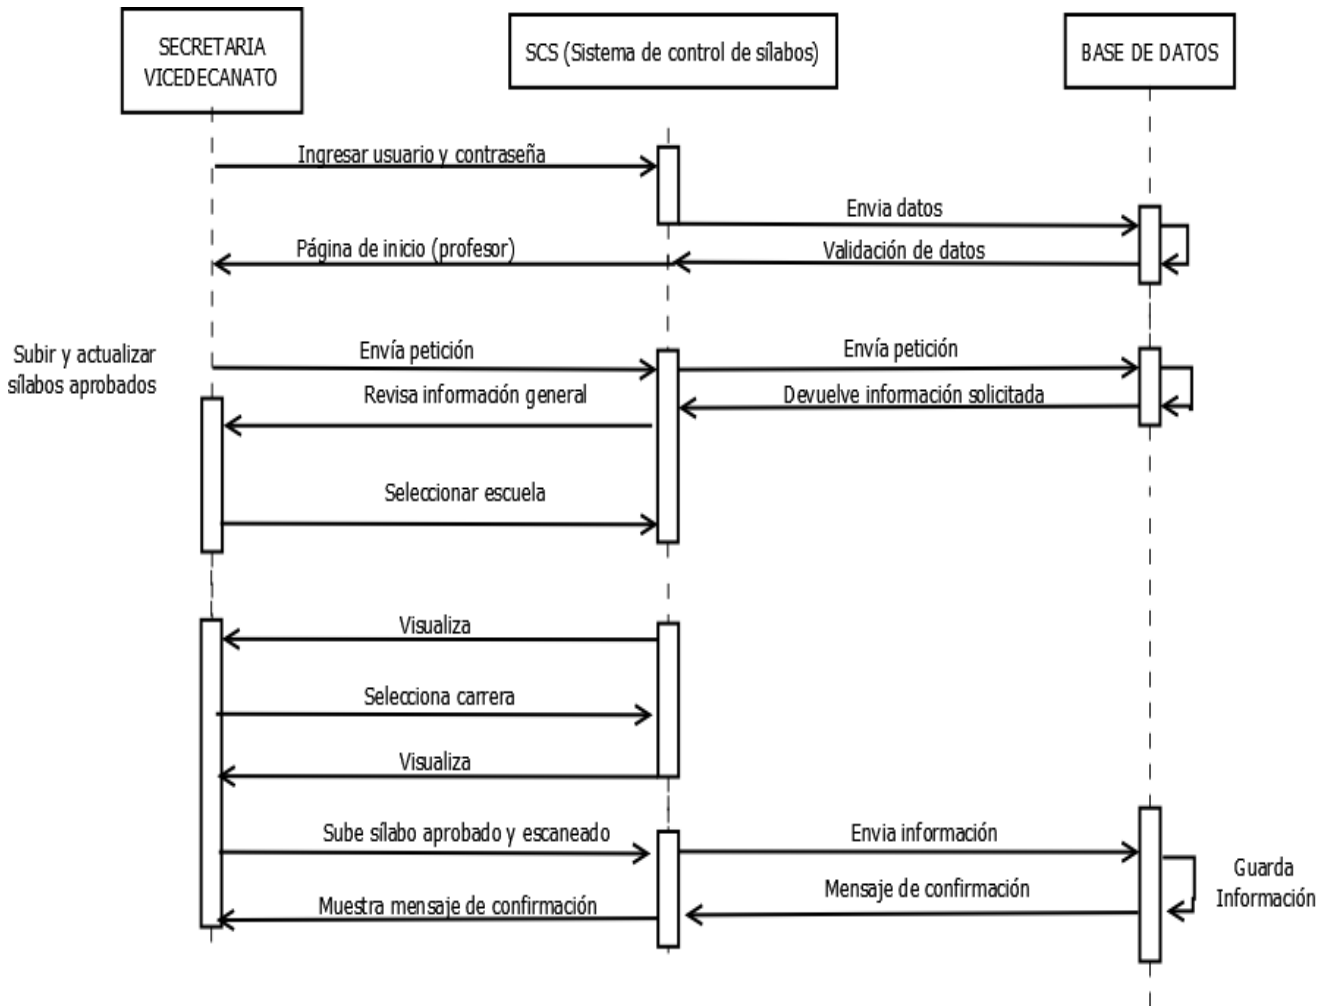 SECRETARIA
VICEDECANATO
SCS (Sistema de control de sílabos)
BASE DE DATOS
Ingresar usuario y contraseña
Envia datos
Página de inicio (profesor)
Validación de datos
Subir y actualizar
sílabos aprobados
Envía petición
Envía petición
Revisa información general
Devuelve información solicitada
Seleccionar escuela
Visualiza
Selecciona carrera
Visualiza
Sube sílabo aprobado y escaneado
Envia información
Guarda
Información
Muestra mensaje de confirmación
Mensaje de confirmación